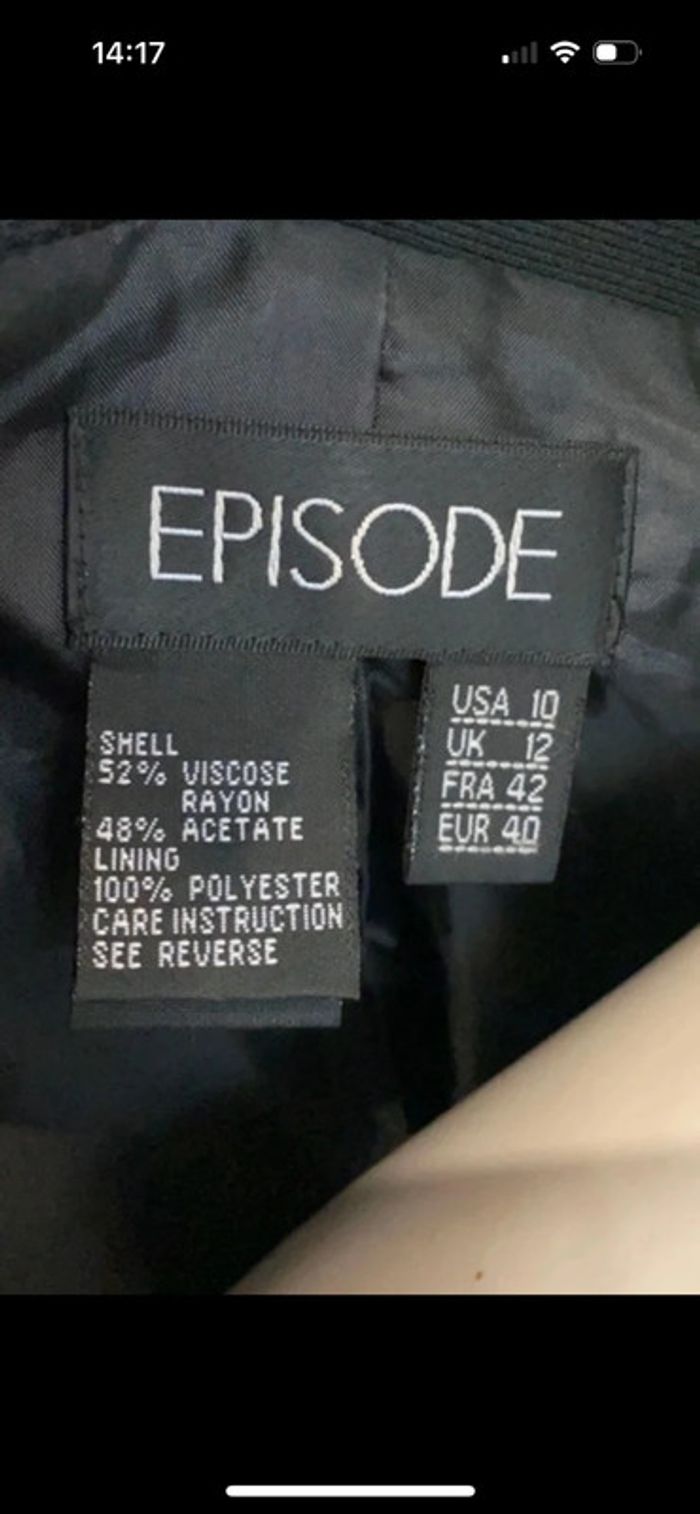 14:17
EPISODE
SHELL
52% VISCOSE
RAYON
48% ACETATE
LINING
100% POLYESTER
CARE INSTRUCTION
SEE REVERSE
USA 10
UK 12
FRA 42
EUR 40